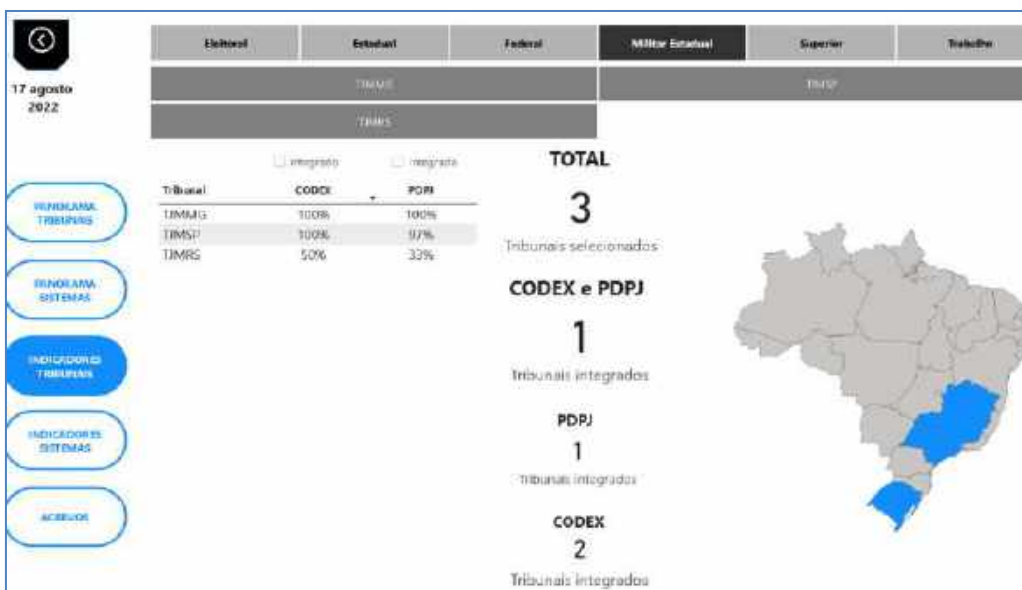 Eleitoral Estadual Federal Militar Estadual Superior Trabalho
17 agosto
2022
TJMMG TJMSP
TJMRS
Integrado Integrado
Tribunal CODEX PDPJ
TJMMG 100% 100%
TJMSP 100% 97%
TJMRS 50% 33%
TOTAL
3
Tribunais selecionados
CODEX e PDPJ
1
Tribunais integrados
PDPJ
1
Tribunais integrados
CODEX
2
Tribunais integrados
PANORAMA
TRIBUNAIS
PANORAMA
SISTEMAS
INDICADORES
TRIBUNAIS
INDICADORES
SISTEMAS
ACERVOS